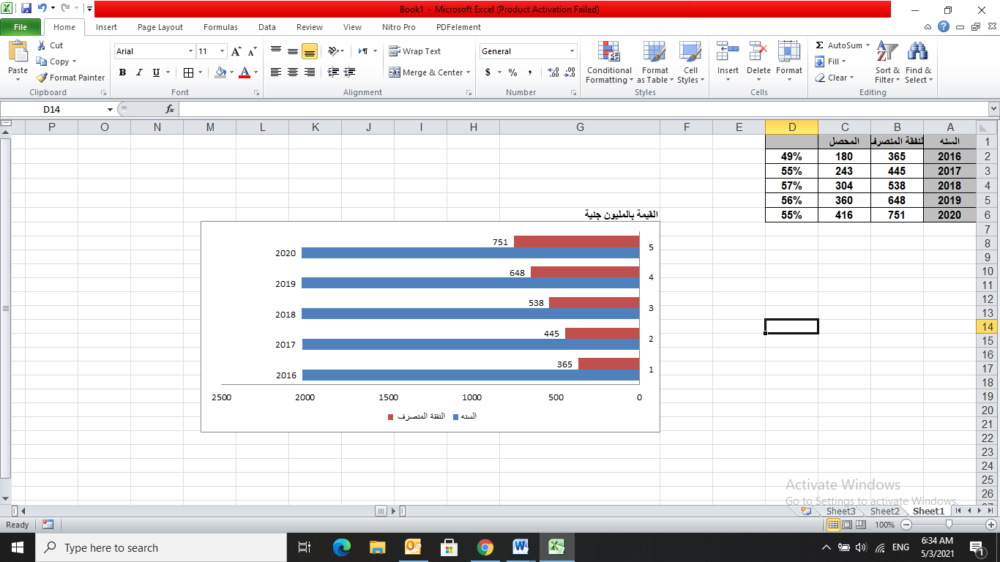 Book1 - Microsoft Excel (Product Activation Failed)
File Home Insert Page Layout Formulas Data Review View Nitro Pro PDFelement
Paste Cut Copy Format Painter
Clipboard
Arial 11
B I U
Font
Wrap Text
Merge & Center
Alignment
General
$ % ,
Number
Conditional Formatting Format as Table Cell Styles
Styles
Insert Delete Format
Cells
AutoSum
Fill
Clear
Sort & Filter Find & Select
Editing
D14 fx
P O N M L K J I H G F E D C B A
1 السنه لنفقة المنصرف المحصل
2 2016 365 180 49%
3 2017 445 243 55%
4 2018 538 304 57%
5 2019 648 360 56%
6 2020 751 416 55%
7
8
9
10
11
12
13
14
15
16
17
18
19
20
21
22
23
24
25
26
القيمة بالمليون جنية
751 5
2020
648 4
2019
538 3
2018
445 2
2017
365 1
2016
2500 2000 1500 1000 500 0
السنه النفقة المنصرف
Activate Windows
Go to Settings to activate Windows.
Sheet3 Sheet2 Sheet1
Ready 100%
Type here to search
ENG
6:34 AM
5/3/2021
1